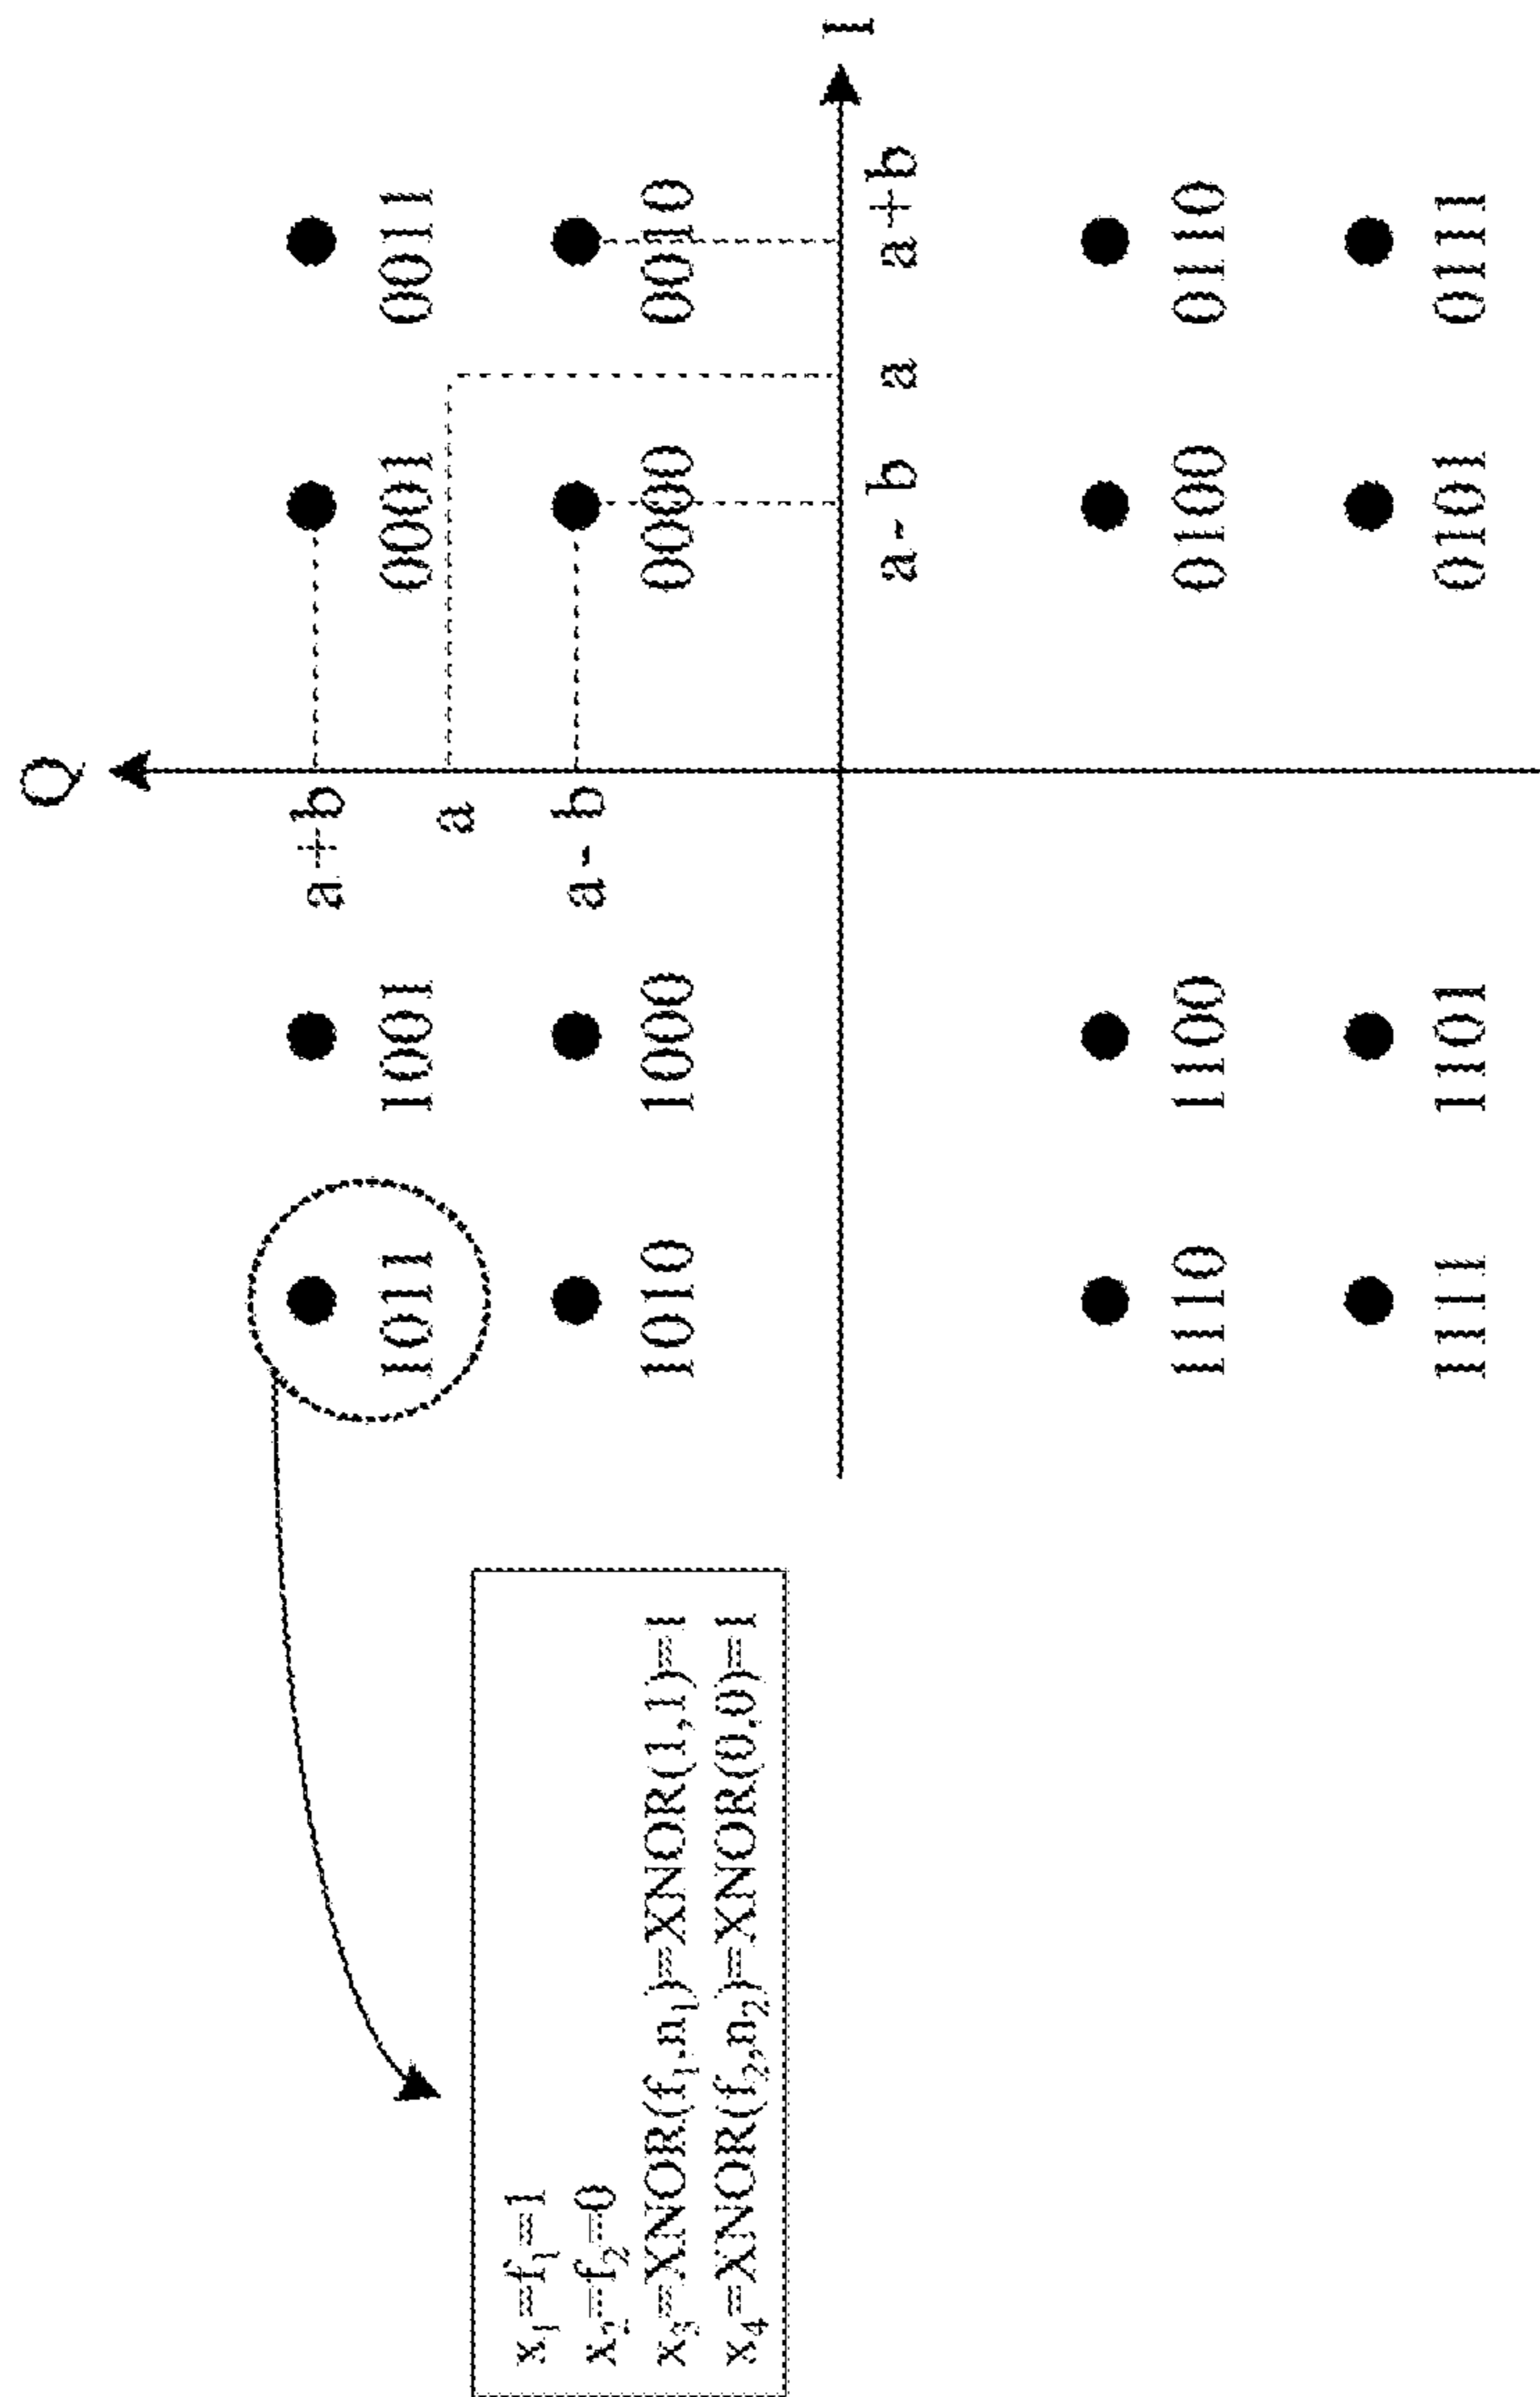 Q
1011 1001 0001 0011
a+b
a
1010 1000 0000 0010
a-b
I
a-b a a+b
1110 1100 0100 0110
1111 1101 0101 0111
x₁=f₁=1
x₂=f₂=0
x₃=XNOR(f₁,n₁)=XNOR(1,1)=1
x₄=XNOR(f₂,n₂)=XNOR(0,0)=1